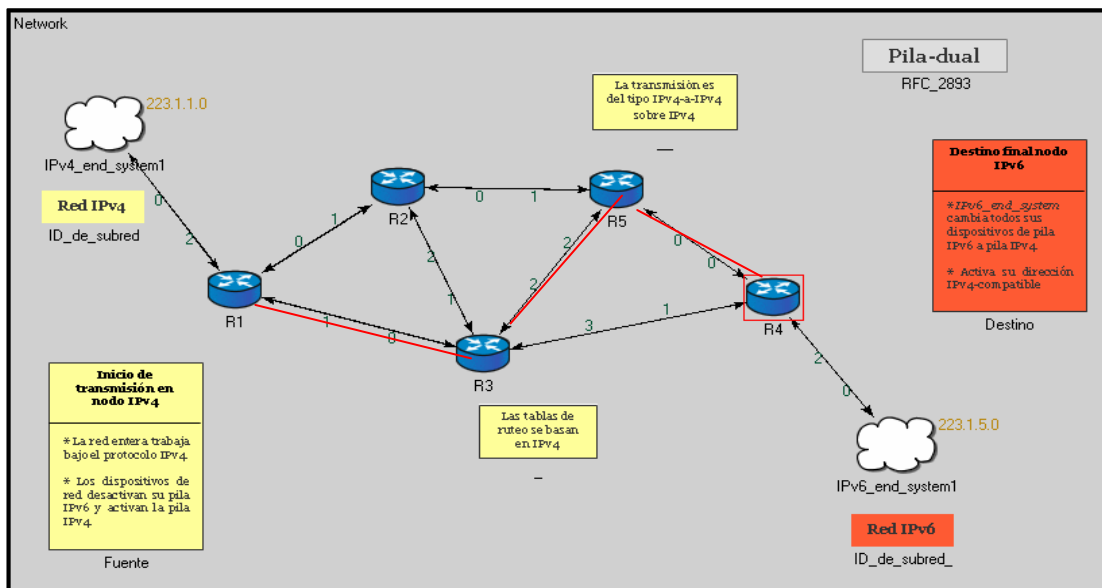 Network
Pila-dual
RFC_2893
La transmisión es
del tipo IPv4-a-IPv4
sobre IPv4
223.1.1.0
IPv4_end_system1
Red IPv4
ID_de_subred
0
2
R1
0
1
R2
0
1
R5
2
1
2
2
0
0
1
0
R3
3
1
R4
2
0
Destino final nodo
IPv6
*IPv6_end_system
cambia todos sus
dispositivos de pila
IPv6 a pila IPv4
* Activa su dirección
IPv4-compatible
Destino
Inicio de
transmisión en
nodo IPv4
* La red entera trabaja
bajo el protocolo IPv4
* Los dispositivos de
red desactivan su pila
IPv6 y activan la pila
IPv4
Fuente
Las tablas de
ruteo se basan
en IPv4
223.1.5.0
IPv6_end_system1
Red IPv6
ID_de_subred_